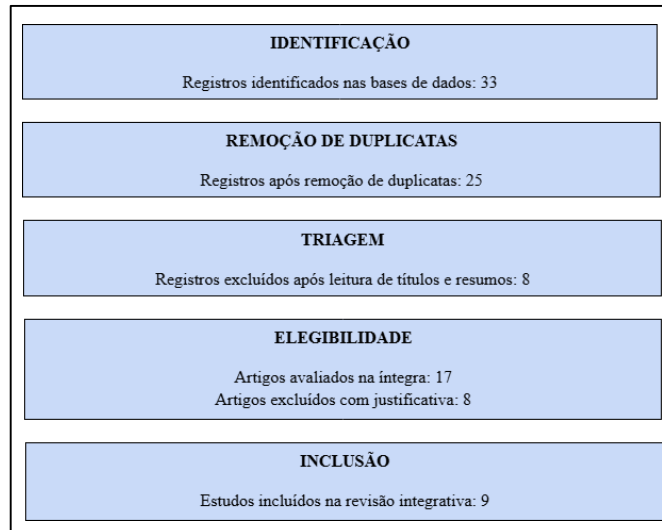 IDENTIFICAÇÃO
Registros identificados nas bases de dados: 33
REMOÇÃO DE DUPLICATAS
Registros após remoção de duplicatas: 25
TRIAGEM
Registros excluídos após leitura de títulos e resumos: 8
ELEGIBILIDADE
Artigos avaliados na íntegra: 17
Artigos excluídos com justificativa: 8
INCLUSÃO
Estudos incluídos na revisão integrativa: 9